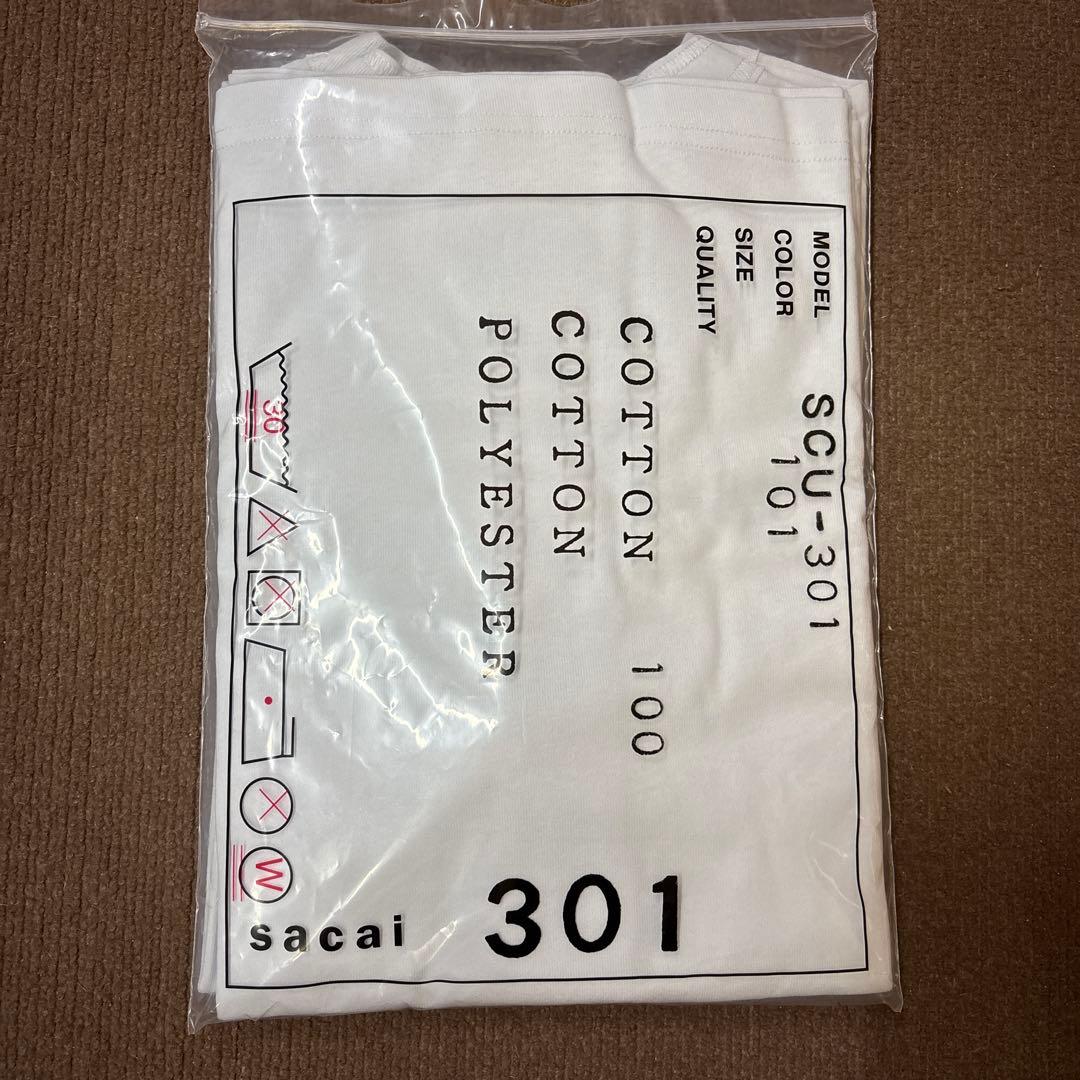 MODEL SCU-301
COLOR 101
SIZE
QUALITY
COTTON 100
COTTON
POLYESTER
30
W
sacai
301